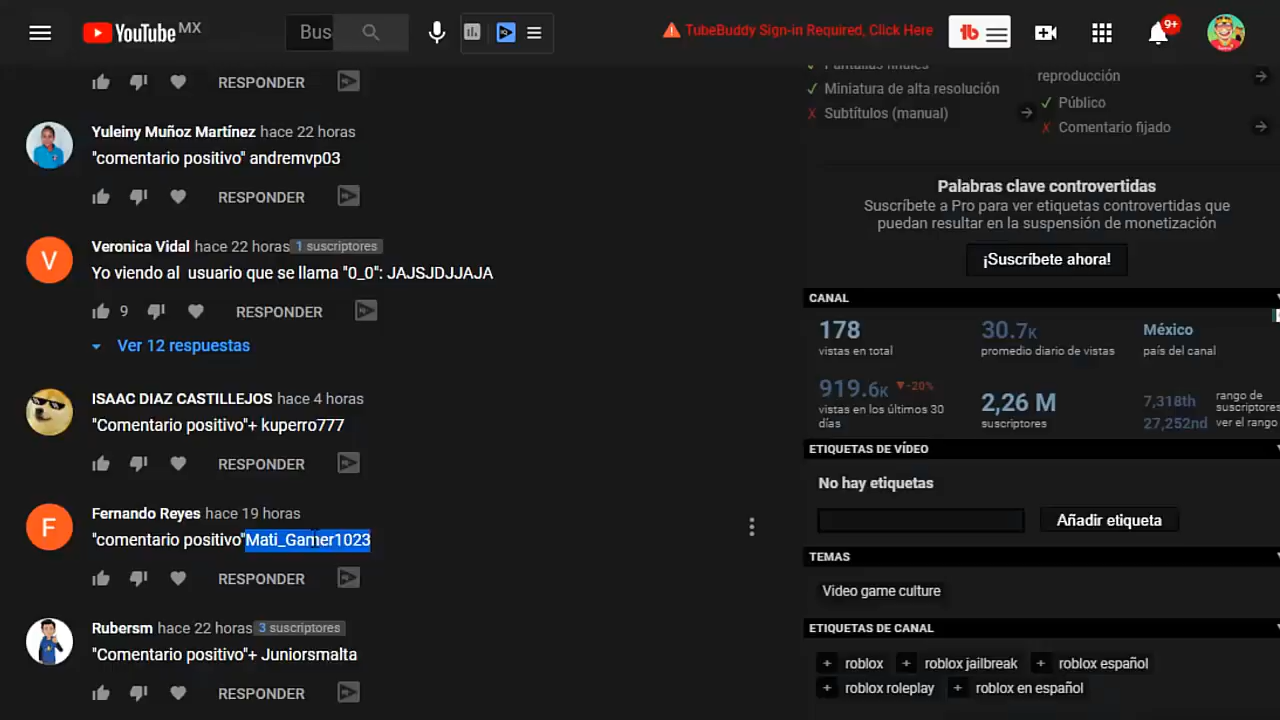 YouTube MX
Bus
TubeBuddy Sign-in Required, Click Here
tb
9+
RESPONDER
Yuleiny Muñoz Martínez hace 22 horas
"comentario positivo" andremvp03
RESPONDER
V
Veronica Vidal hace 22 horas 1 suscriptores
Yo viendo al usuario que se llama "0_0": JAJSJDJJAJA
9 RESPONDER
Ver 12 respuestas
ISAAC DIAZ CASTILLEJOS hace 4 horas
"Comentario positivo"+ kuperro777
RESPONDER
F
Fernando Reyes hace 19 horas
"comentario positivo"Mati_Gamer1023
RESPONDER
Rubersm hace 22 horas 3 suscriptores
"Comentario positivo"+ Juniorsmalta
RESPONDER
Pantallas finales
✓ Miniatura de alta resolución
X Subtítulos (manual)
reproducción
✓ Público
X Comentario fijado
Palabras clave controvertidas
Suscríbete a Pro para ver etiquetas controvertidas que
puedan resultar en la suspensión de monetización
¡Suscríbete ahora!
CANAL
178
vistas en total
30.7K
promedio diario de vistas
México
país del canal
919.6K ▼-20%
vistas en los últimos 30
días
2,26 M
suscriptores
7,318th
27,252nd
rango de
suscriptores
ver el rango
ETIQUETAS DE VÍDEO
No hay etiquetas
Añadir etiqueta
TEMAS
Video game culture
ETIQUETAS DE CANAL
+ roblox + roblox jailbreak + roblox español
+ roblox roleplay + roblox en español